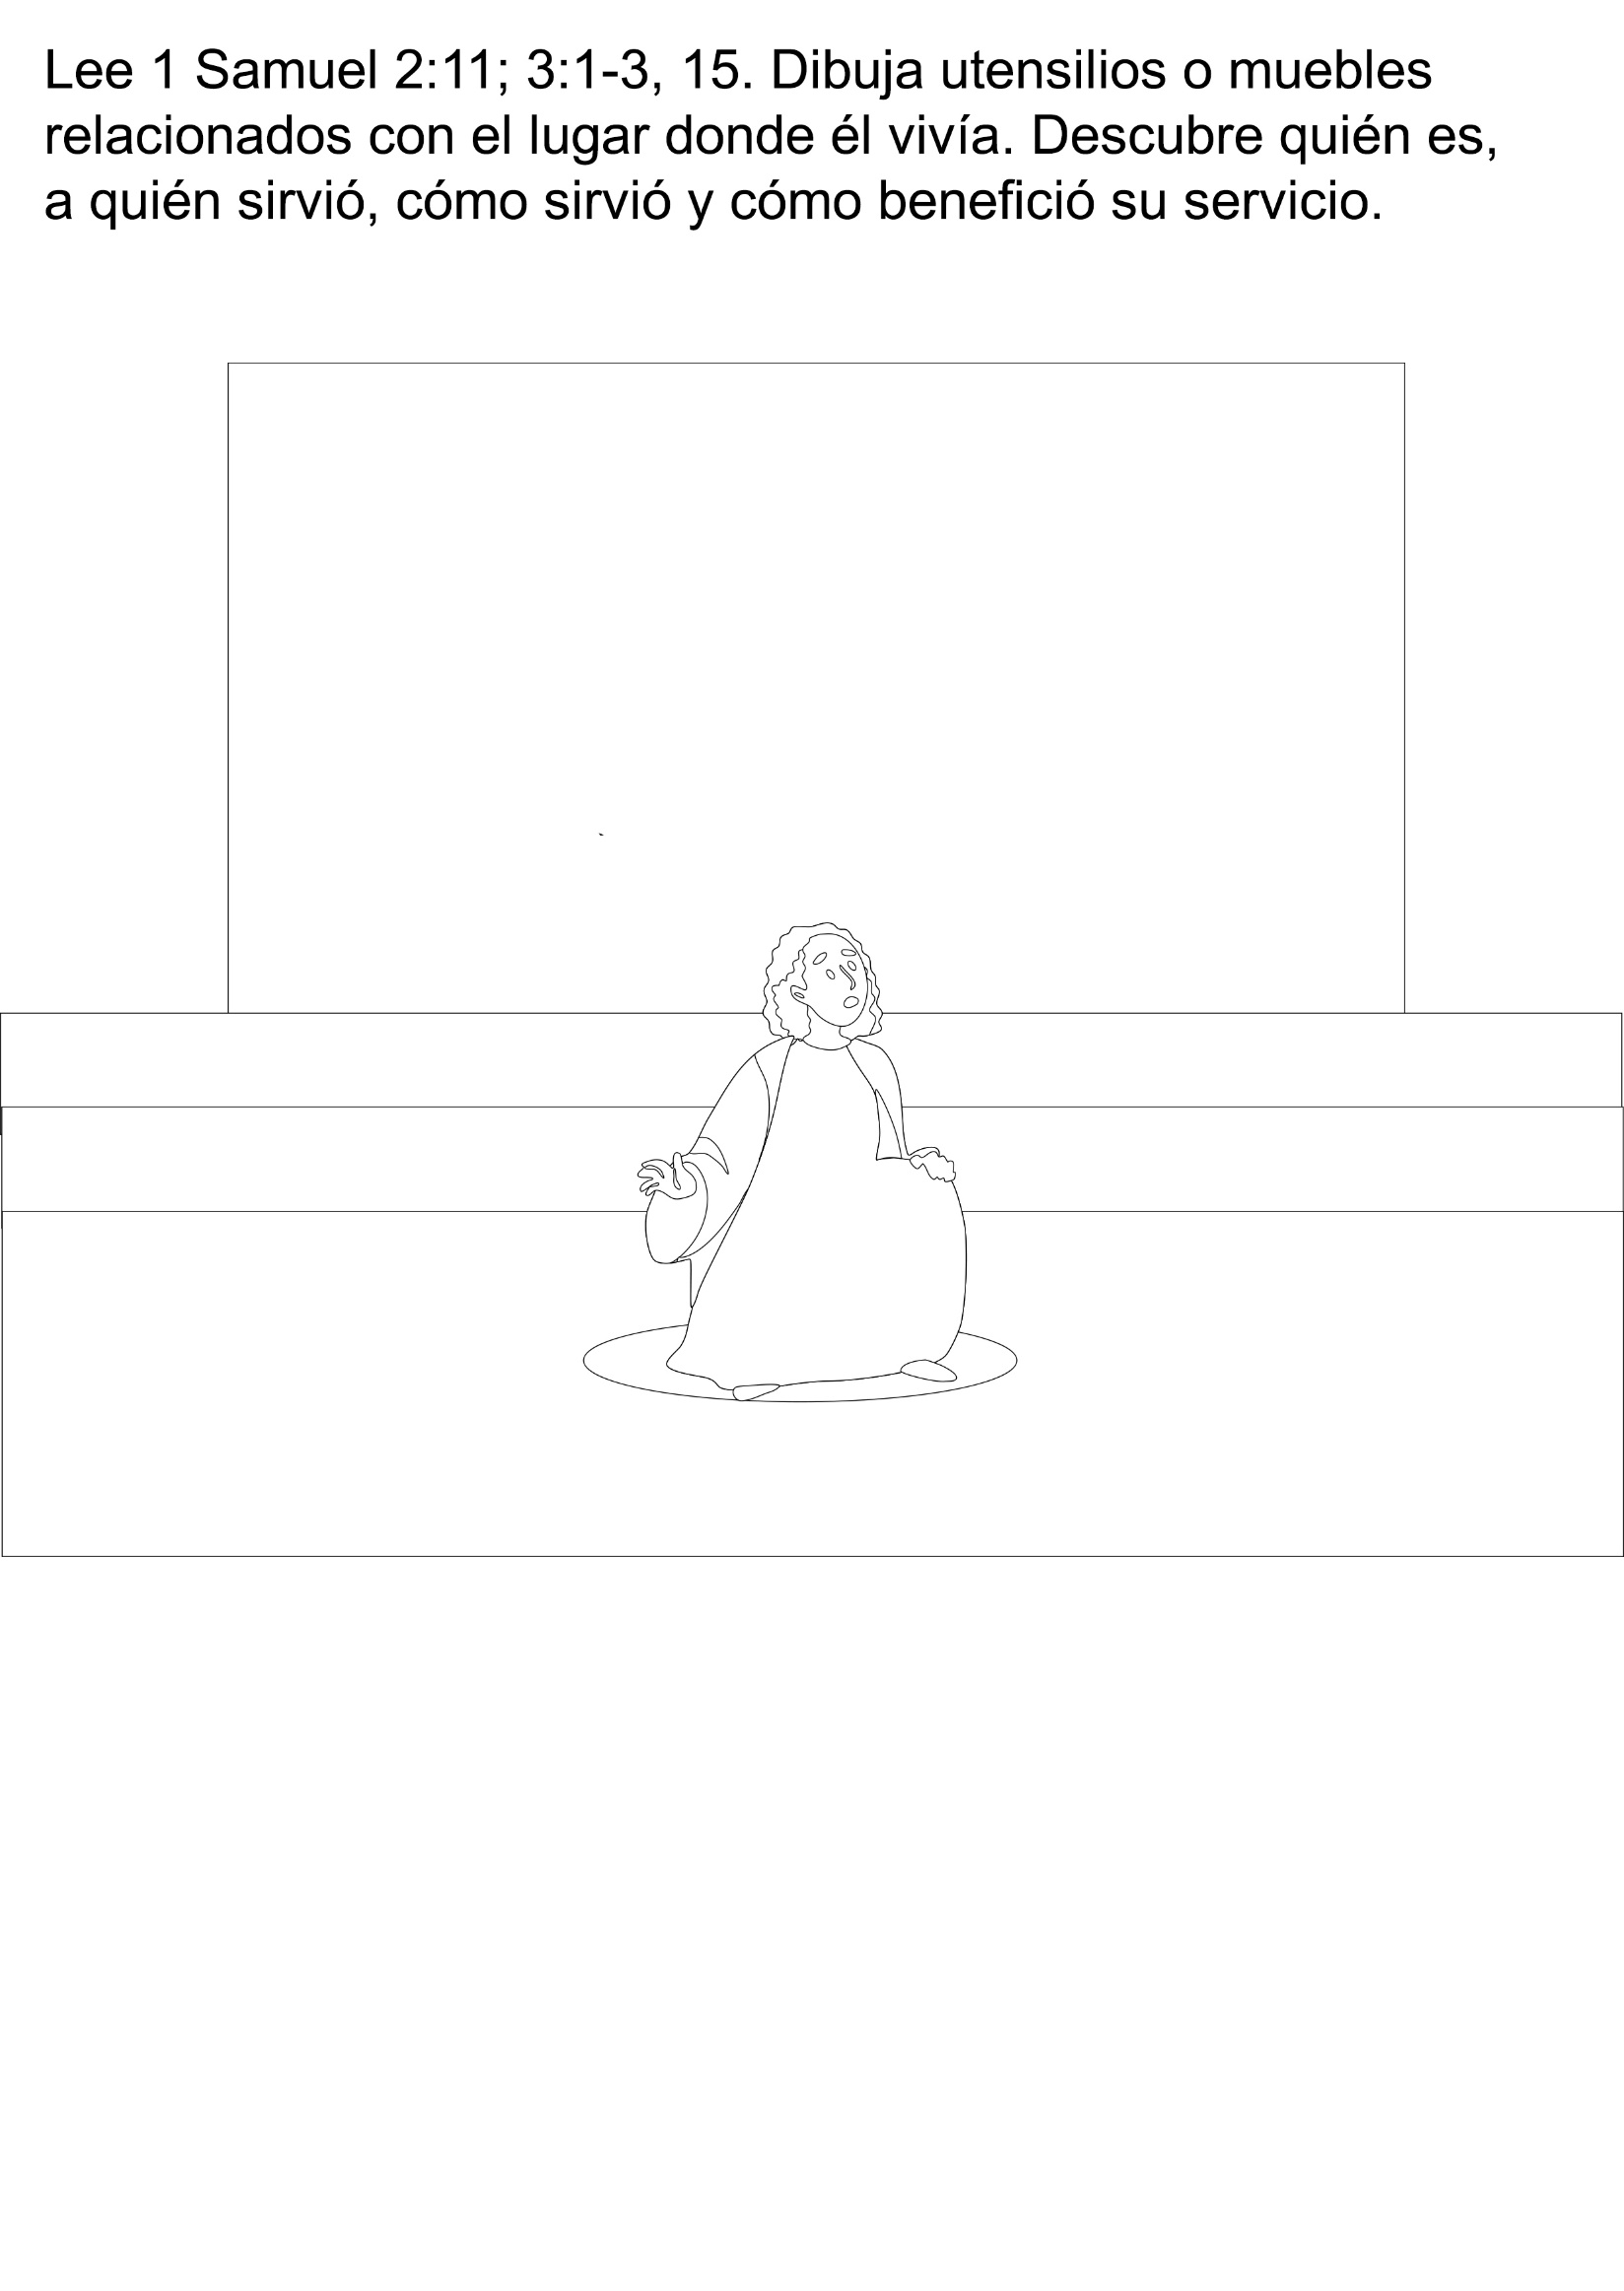 Lee 1 Samuel 2:11; 3:1-3, 15. Dibuja utensilios o muebles
relacionados con el lugar donde él vivía. Descubre quién es,
a quién sirvió, cómo sirvió y cómo benefició su servicio.